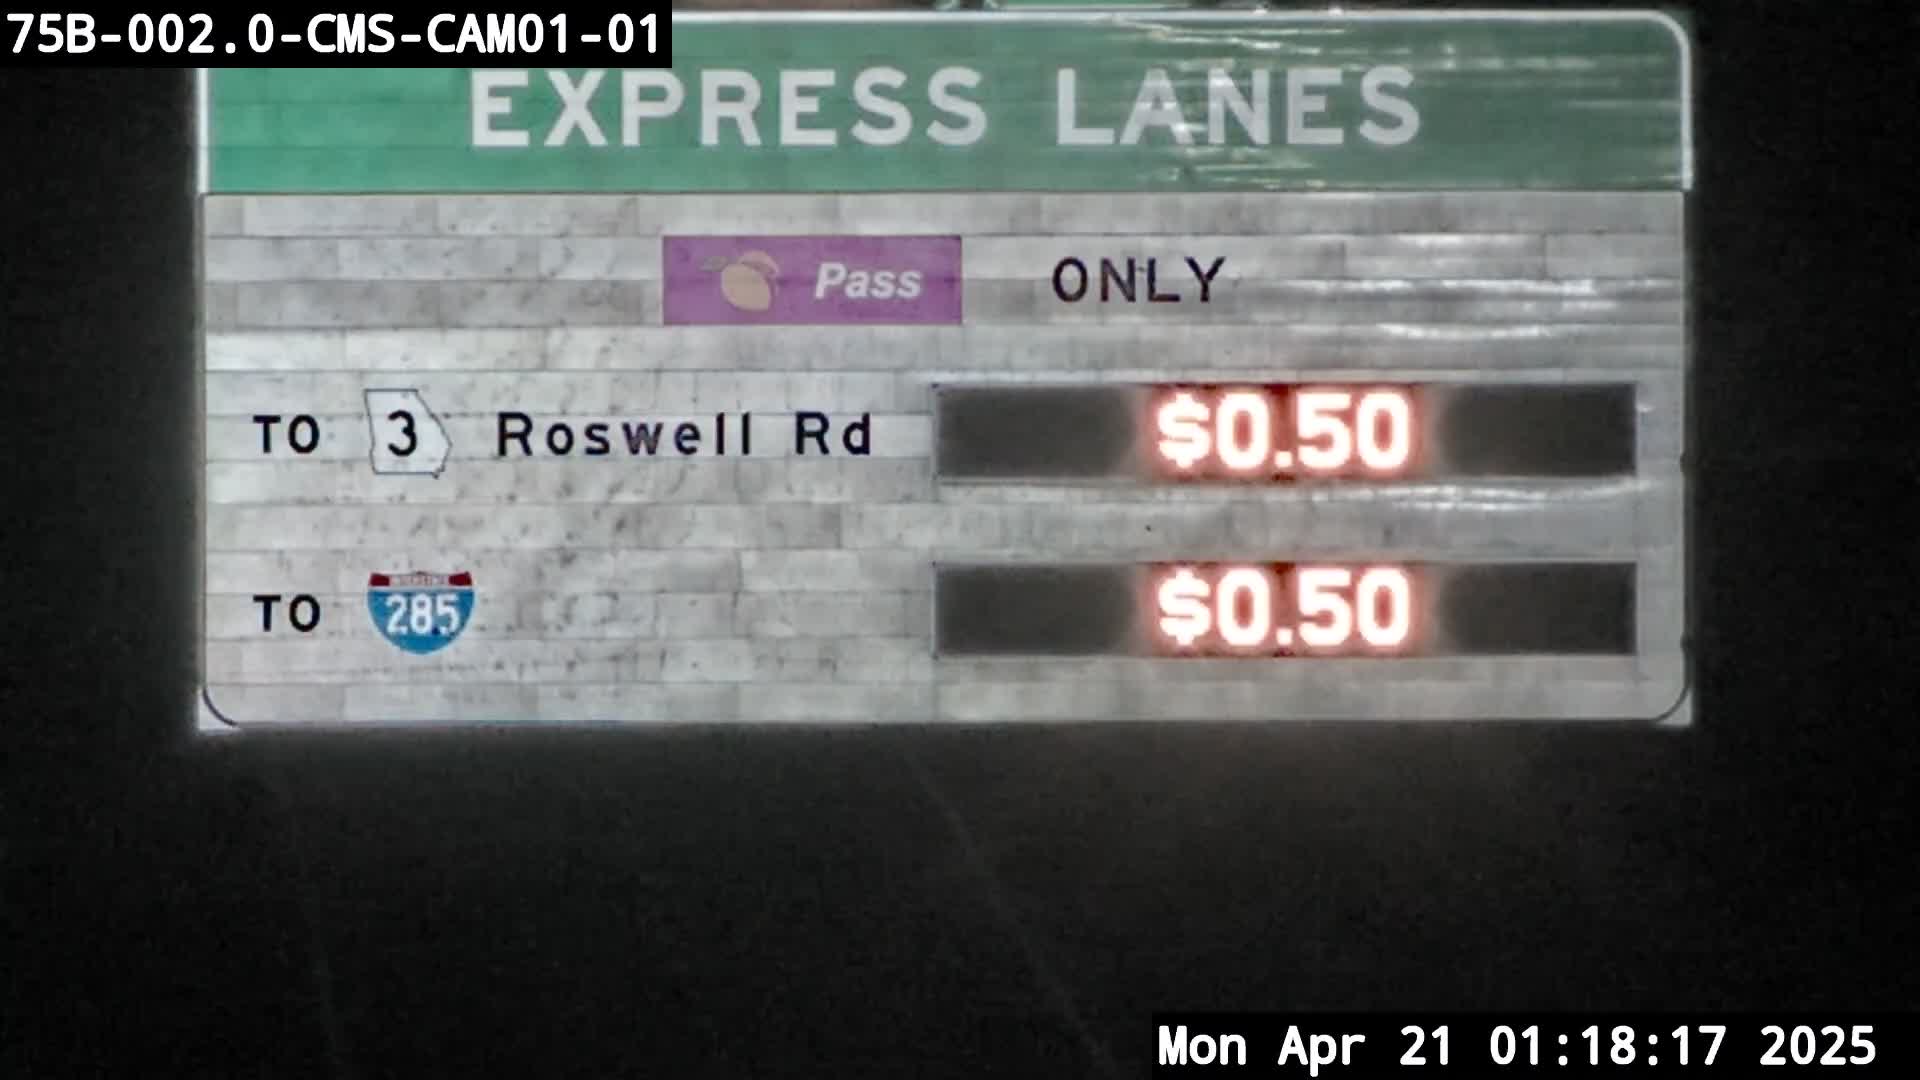 75B-002.0-CMS-CAM01-01
EXPRESS LANES
Pass ONLY
TO 3 Roswell Rd $0.50
TO 285 $0.50
Mon Apr 21 01:18:17 2025